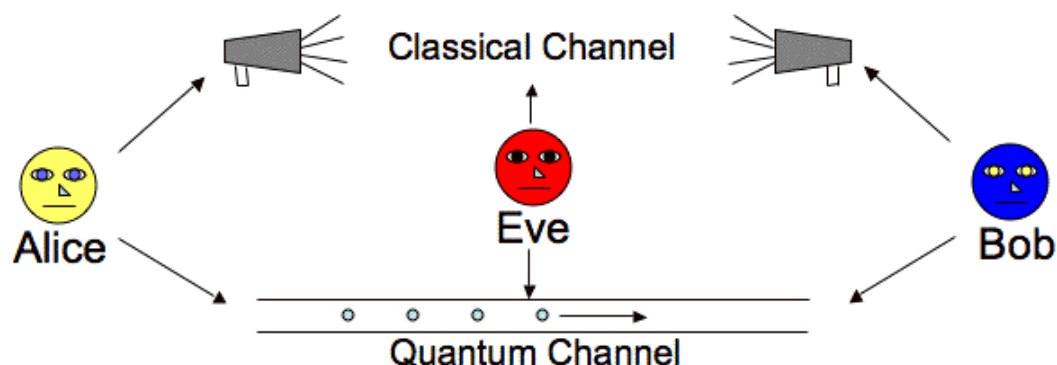 Classical Channel
Alice
Eve
Bob
Quantum Channel